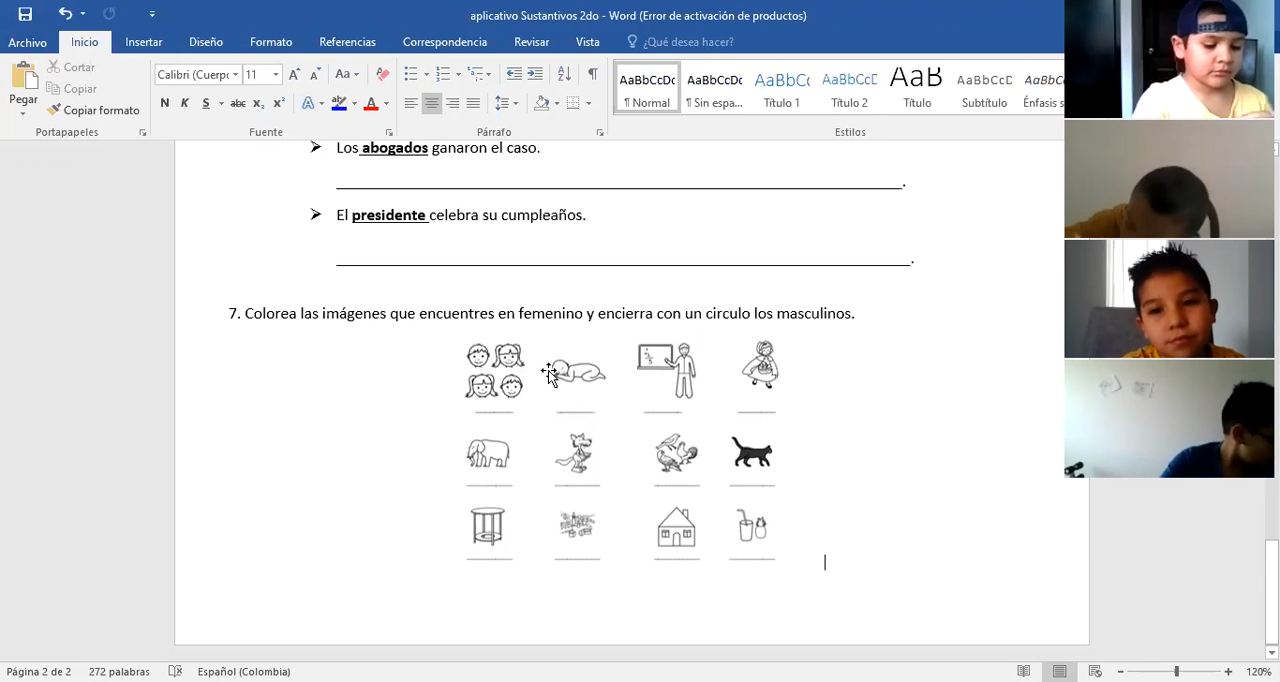 aplicativo Sustantivos 2do - Word (Error de activación de productos)
Archivo Inicio Insertar Diseño Formato Referencias Correspondencia Revisar Vista ¿Qué desea hacer?
Pegar
Cortar
Copiar
Copiar formato
Portapapeles
Calibri (Cuerpo 11
N K S abc x₂ x²
Fuente
Párrafo
AaBbCcDc AaBbCcDc AaBbCc AaBbCcD AaB AaBbCcD AaBbCc
¶ Normal ¶ Sin espa... Título 1 Título 2 Título Subtítulo Énfasis s
Estilos
Los abogados ganaron el caso.
El presidente celebra su cumpleaños.
7. Colorea las imágenes que encuentres en femenino y encierra con un circulo los masculinos.
Página 2 de 2 272 palabras Español (Colombia) 120%